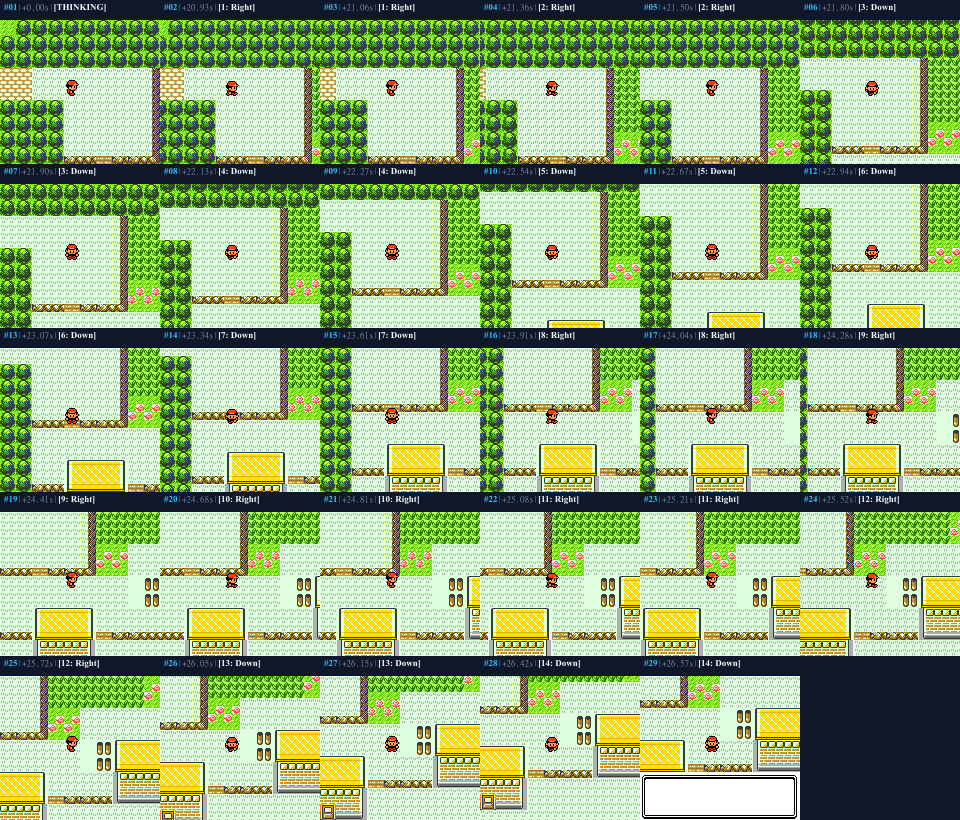 #01|+0.00s|[THINKING] #02|+20.93s|[1: Right] #03|+21.06s|[1: Right] #04|+21.36s|[2: Right] #05|+21.50s|[2: Right] #06|+21.80s|[3: Down]
#07|+21.90s|[3: Down] #08|+22.13s|[4: Down] #09|+22.27s|[4: Down] #10|+22.54s|[5: Down] #11|+22.67s|[5: Down] #12|+22.94s|[6: Down]
#13|+23.07s|[6: Down] #14|+23.34s|[7: Down] #15|+23.61s|[7: Down] #16|+23.91s|[8: Right] #17|+24.04s|[8: Right] #18|+24.28s|[9: Right]
#19|+24.41s|[9: Right] #20|+24.68s|[10: Right] #21|+24.81s|[10: Right] #22|+25.08s|[11: Right] #23|+25.21s|[11: Right] #24|+25.52s|[12: Right]
#25|+25.72s|[12: Right] #26|+26.05s|[13: Down] #27|+26.15s|[13: Down] #28|+26.42s|[14: Down] #29|+26.57s|[14: Down]